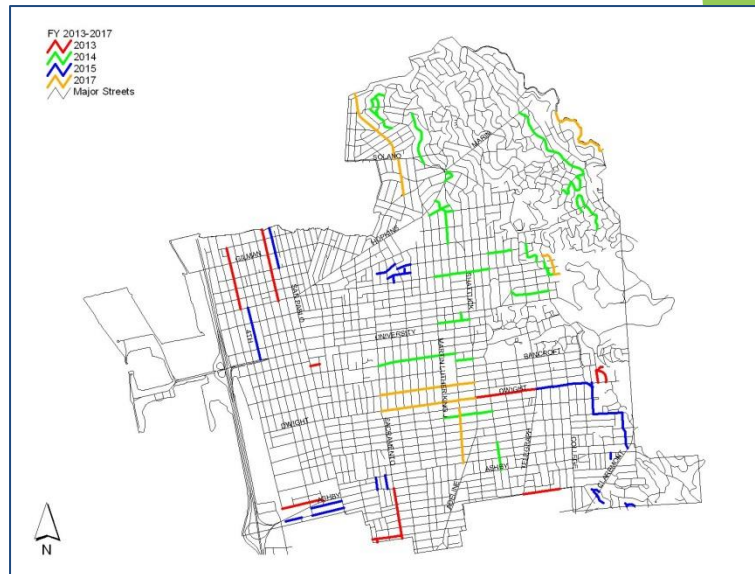 FY 2013-2017
2013
2014
2015
2017
Major Streets
MARIN
SOLANO
HOPKINS
GILMAN
SAN PABLO
SHATTUCK
4TH
UNIVERSITY
MARTIN LUTHER KING J
BANCROFT
DWIGHT
DWIGHT
SACRAMENTO
TELEGRAPH
COLLEGE
CLAREMONT
ASHBY
ADELINE
ASHBY
N